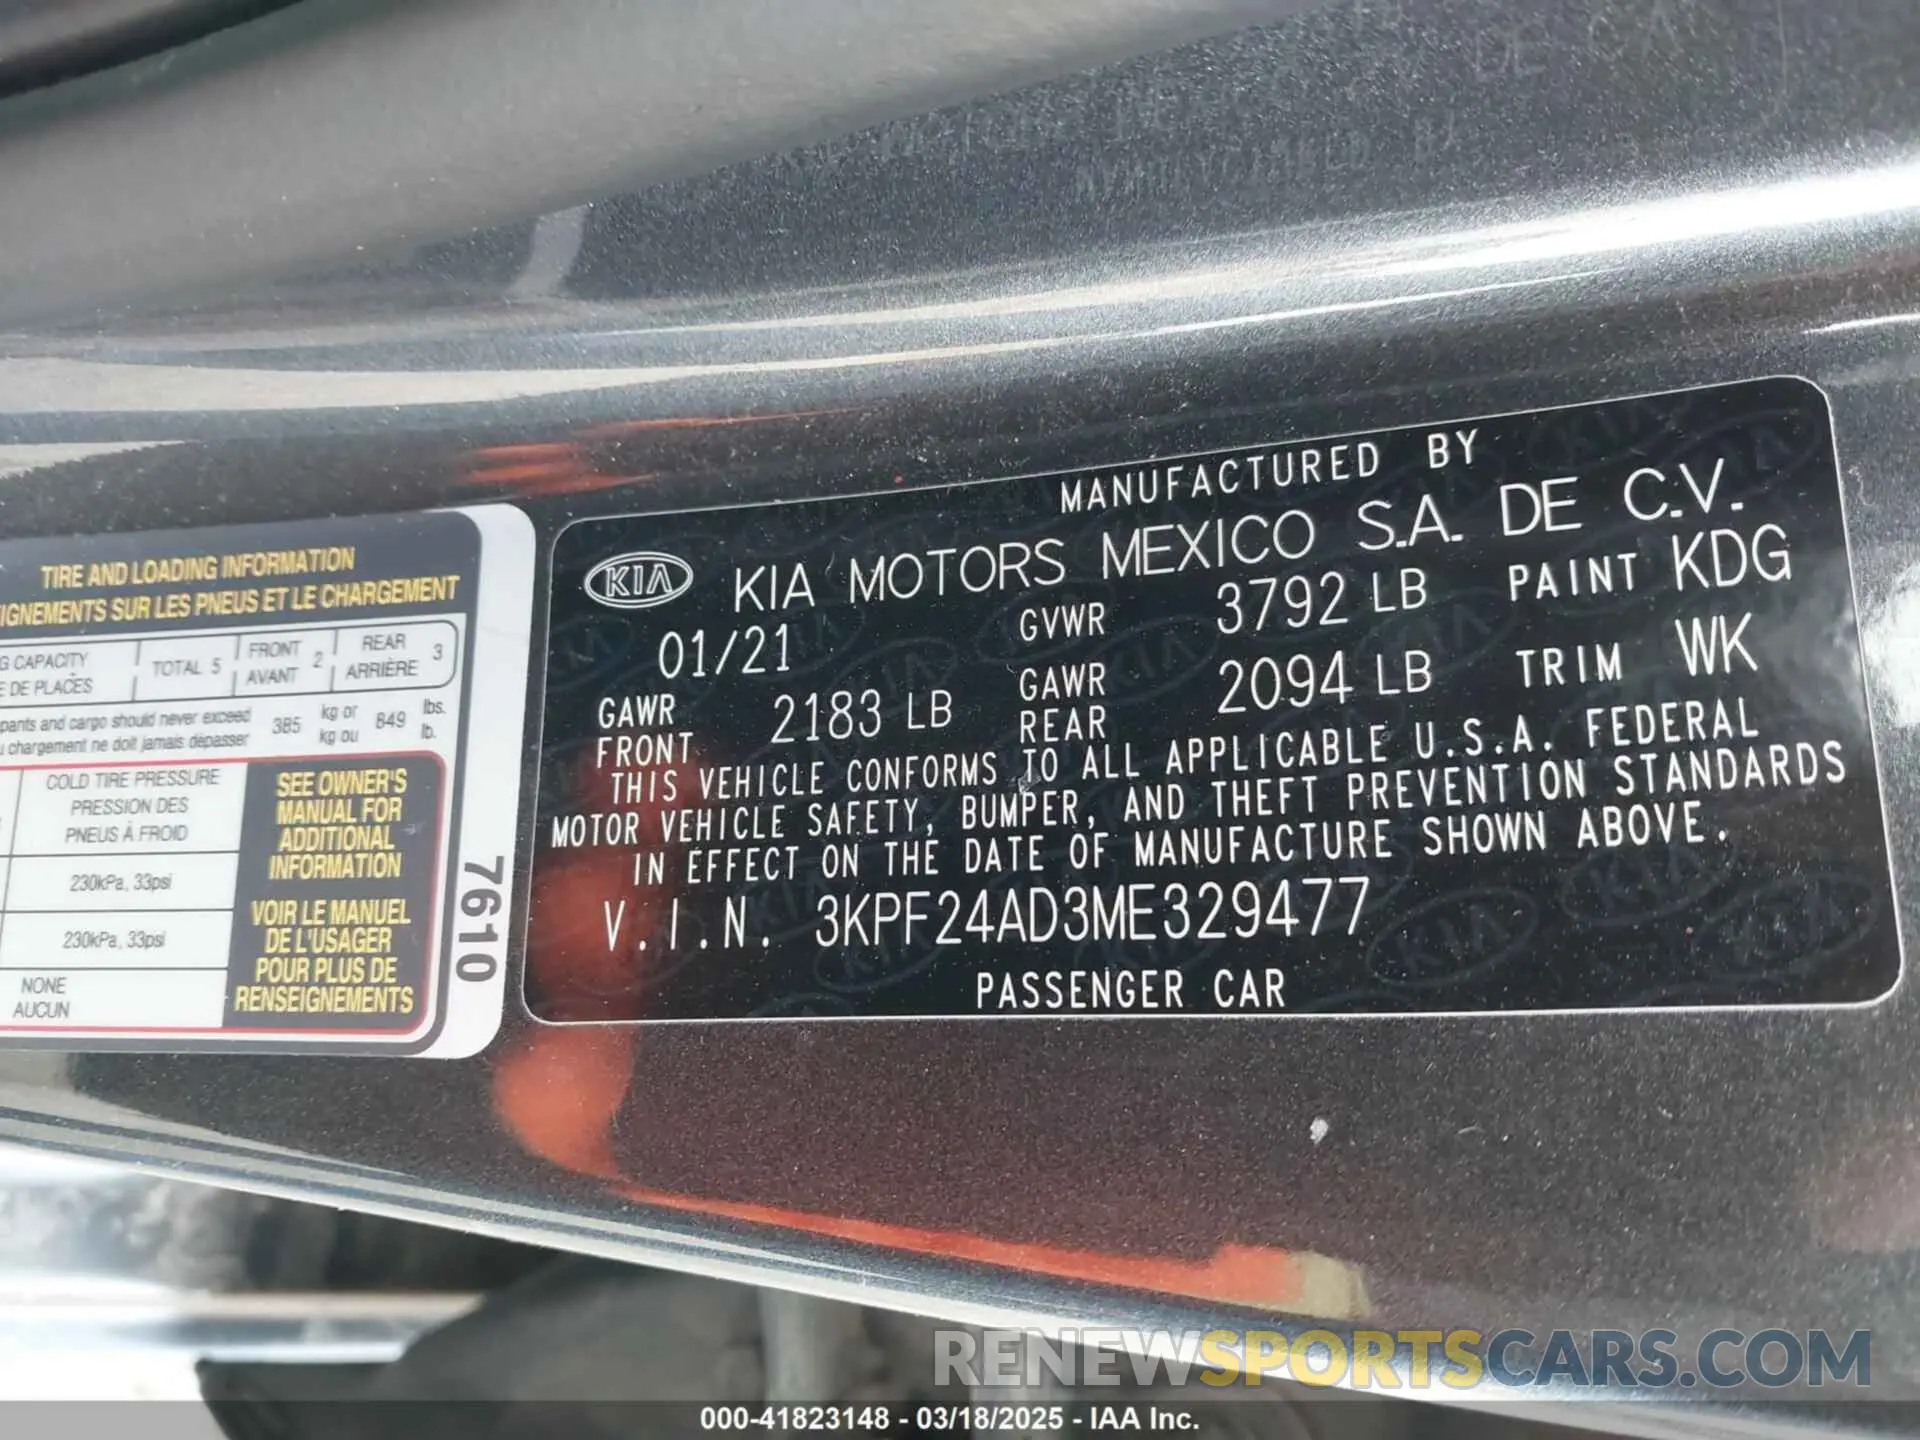 TIRE AND LOADING INFORMATION
SUR LES PNEUS ET LE CHARGEMENT
CAPACITY
DE PLACES
TOTAL 5
FRONT
AVANT 2
REAR
ARRIÈRE 3
and cargo should never exceed
chargement ne doit jamais dépasser
385
kg or
kg ou
849
lbs.
lb.
COLD TIRE PRESSURE
PRESSION DES
PNEUS À FROID
230kPa, 33psi
230kPa, 33psi
NONE
AUCUN
SEE OWNER'S
MANUAL FOR
ADDITIONAL
INFORMATION
VOIR LE MANUEL
DE L'USAGER
POUR PLUS DE
RENSEIGNEMENTS
7610
MANUFACTURED BY
KIA KIA MOTORS MEXICO S.A. DE C.V.
01/21 GVWR 3792 LB PAINT KDG
GAWR FRONT 2183 LB GAWR REAR 2094 LB TRIM WK
THIS VEHICLE CONFORMS TO ALL APPLICABLE U.S.A. FEDERAL
MOTOR VEHICLE SAFETY, BUMPER, AND THEFT PREVENTION STANDARDS
IN EFFECT ON THE DATE OF MANUFACTURE SHOWN ABOVE.
V.I.N. 3KPF24AD3ME329477
PASSENGER CAR
RENEWSPORTSCARS.COM
000-41823148 - 03/18/2025 - IAA Inc.